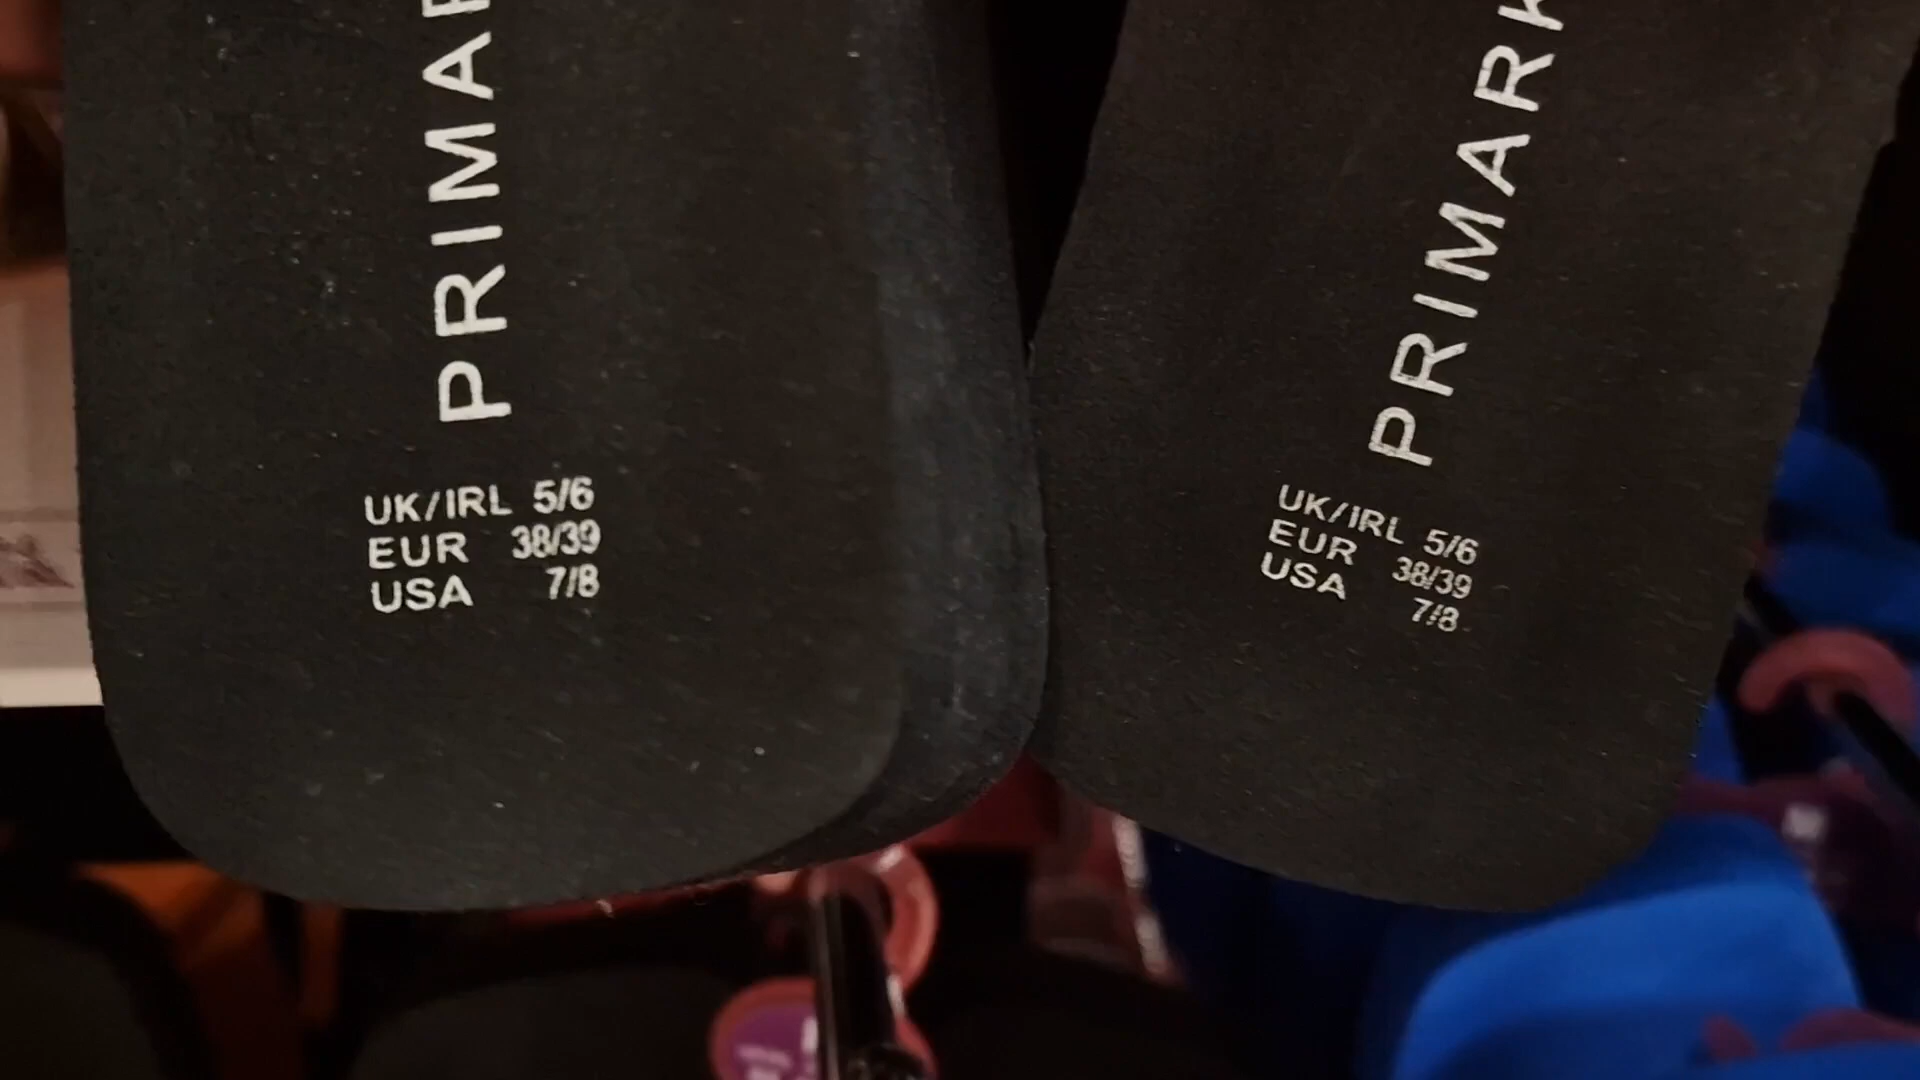 PRIMAR
UK/IRL 5/6
EUR 38/39
USA 7/8
PRIMARK
UK/IRL 5/6
EUR 38/39
USA 7/8